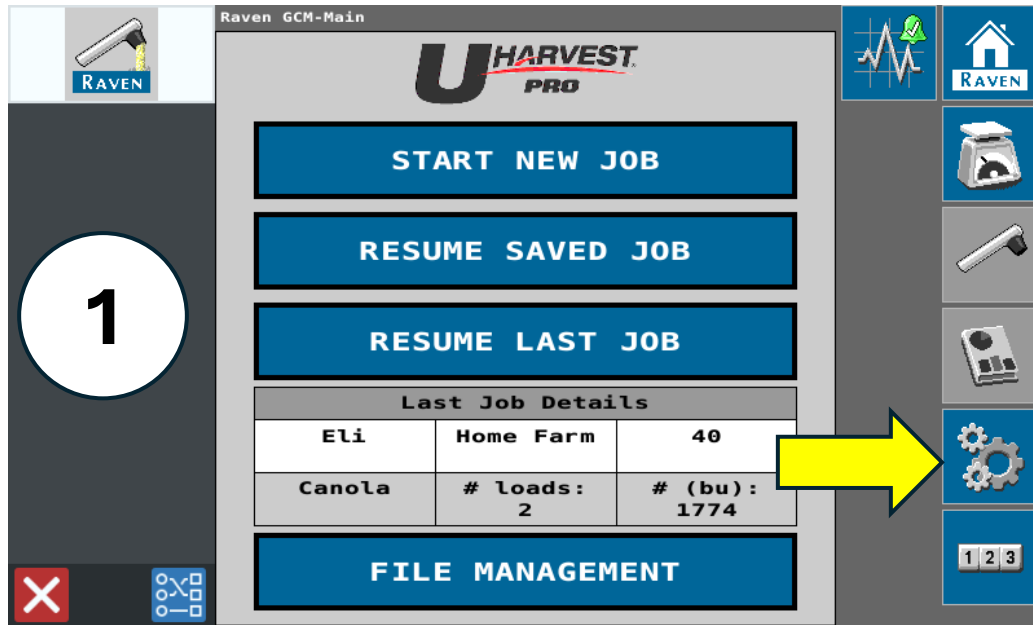 Raven GCM-Main
RAVEN
UHARVEST
PRO
RAVEN
START NEW JOB
RESUME SAVED JOB
1
RESUME LAST JOB
Last Job Details
Eli Home Farm 40
Canola # loads: 2 # (bu): 1774
FILE MANAGEMENT
1 2 3